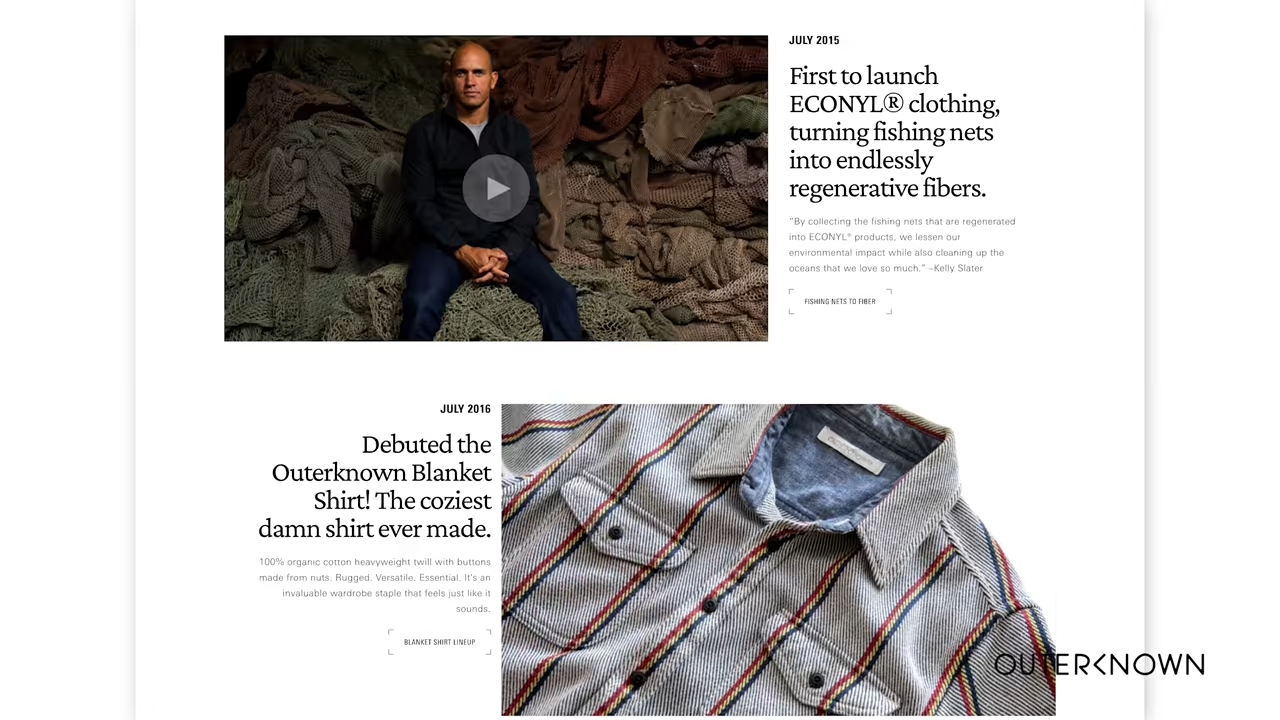 JULY 2015
First to launch
ECONYL® clothing,
turning fishing nets
into endlessly
regenerative fibers.
"By collecting the fishing nets that are regenerated
into ECONYL® products, we lessen our
environmental impact while also cleaning up the
oceans that we love so much." –Kelly Slater
FISHING NETS TO FIBER
JULY 2016
Debuted the
Outerknown Blanket
Shirt! The coziest
damn shirt ever made.
100% organic cotton heavyweight twill with buttons
made from nuts. Rugged. Versatile. Essential. It's an
invaluable wardrobe staple that feels just like it
sounds.
BLANKET SHIRT LINEUP
OUTERKNOWN